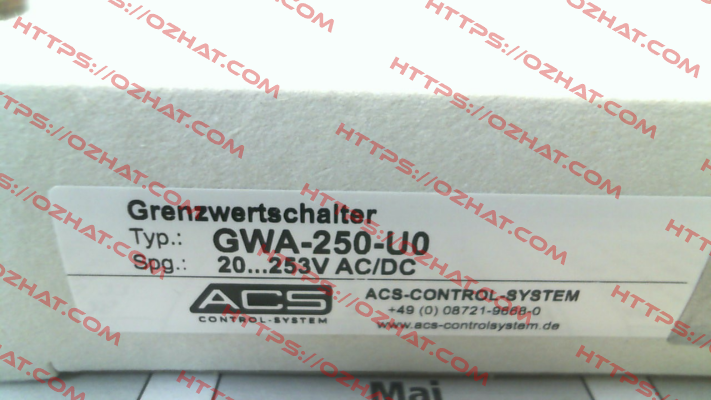 Grenzwertschalter
Typ.: GWA-250-U0
Spg.: 20...253V AC/DC
ACS
CONTROL-SYSTEM
ACS-CONTROL-SYSTEM
+49 (0) 08721-9668-0
www.acs-controlsystem.de
Mai
HTTPS://OZHAT.COM